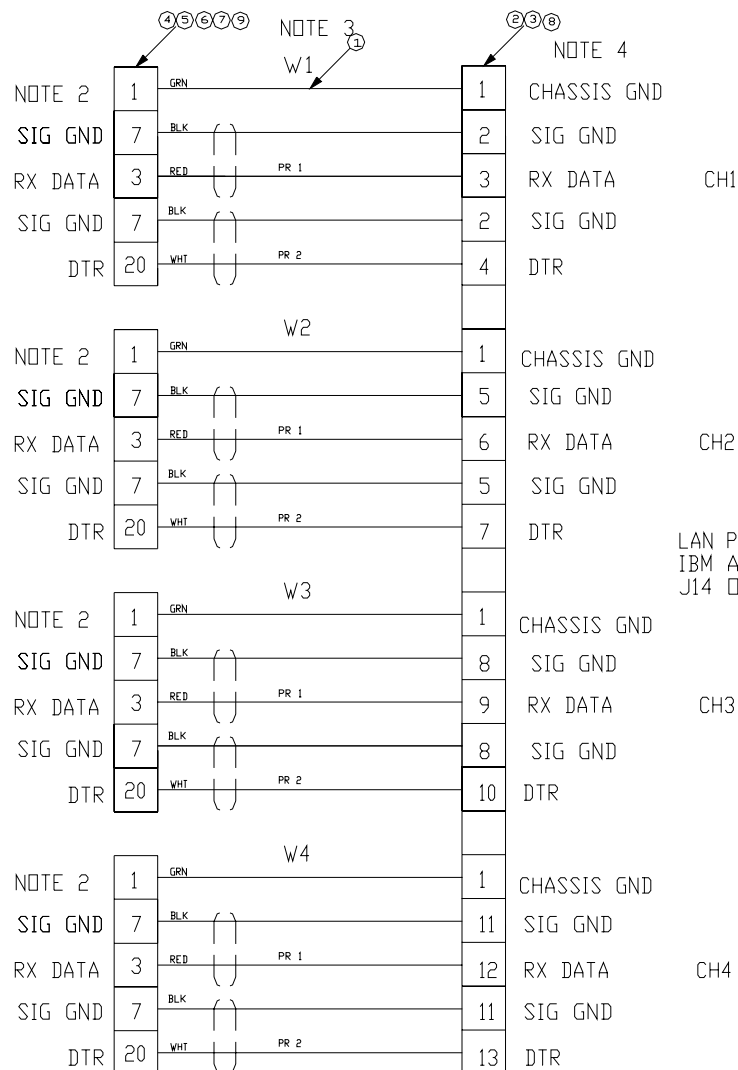 4 5 6 7 9 NOTE 3 1 2 3 8
W1 NOTE 4
NOTE 2 1 GRN 1 CHASSIS GND
SIG GND 7 BLK 2 SIG GND
RX DATA 3 RED PR 1 3 RX DATA CH1
SIG GND 7 BLK 2 SIG GND
DTR 20 WHT PR 2 4 DTR
W2
NOTE 2 1 GRN 1 CHASSIS GND
SIG GND 7 BLK 5 SIG GND
RX DATA 3 RED PR 1 6 RX DATA CH2
SIG GND 7 BLK 5 SIG GND
DTR 20 WHT PR 2 7 DTR
LAN P
IBM A
J14
W3
NOTE 2 1 GRN 1 CHASSIS GND
SIG GND 7 BLK 8 SIG GND
RX DATA 3 RED PR 1 9 RX DATA CH3
SIG GND 7 BLK 8 SIG GND
DTR 20 WHT PR 2 10 DTR
W4
NOTE 2 1 GRN 1 CHASSIS GND
SIG GND 7 BLK 11 SIG GND
RX DATA 3 RED PR 1 12 RX DATA CH4
SIG GND 7 BLK 11 SIG GND
DTR 20 WHT PR 2 13 DTR